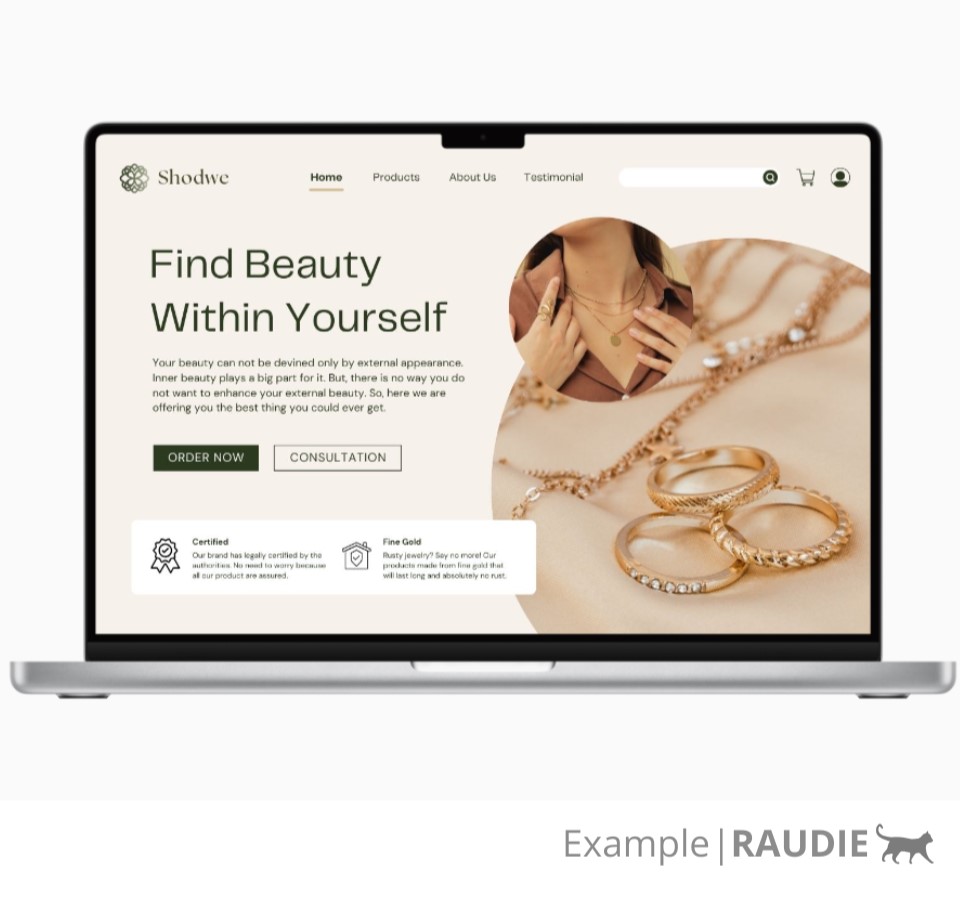 Shodwe
Home
Products
About Us
Testimonial
Find Beauty
Within Yourself
Your beauty can not be devined only by external appearance.
Inner beauty plays a big part for it. But, there is no way you do
not want to enhance your external beauty. So, here we are
offering you the best thing you could ever get.
ORDER NOW
CONSULTATION
Certified
Our brand has legally certified by the
authorities. No need to worry because
all our product are assured.
Fine Gold
Rusty jewelry? Say no more! Our
products made from fine gold that
will last long and absolutely no rust.
Example|RAUDIE